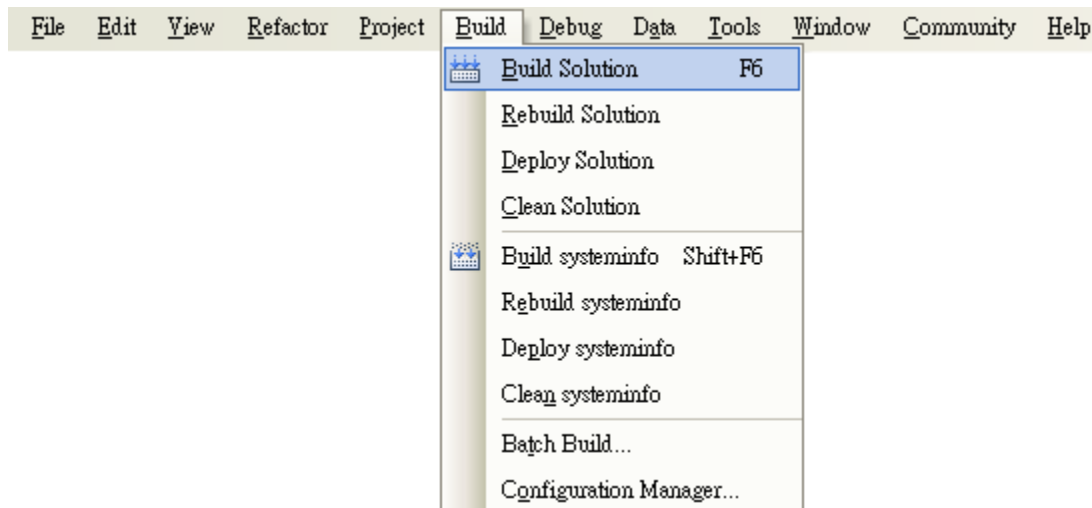 File Edit View Refactor Project Build Debug Data Tools Window Community Help
Build Solution F6
Rebuild Solution
Deploy Solution
Clean Solution
Build systeminfo Shift+F6
Rebuild systeminfo
Deploy systeminfo
Clean systeminfo
Batch Build...
Configuration Manager...